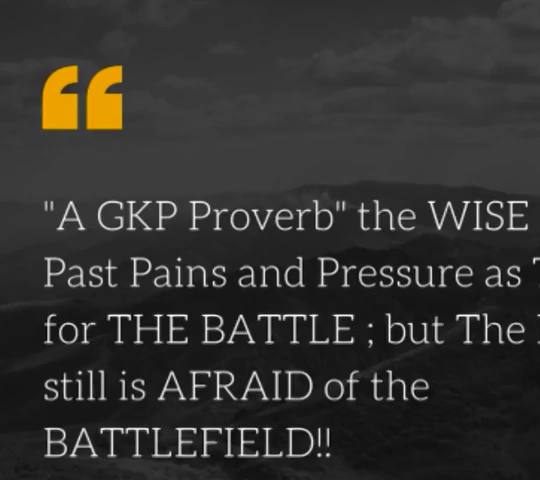 "A GKP Proverb" the WISE
Past Pains and Pressure as
for THE BATTLE ; but The
still is AFRAID of the
BATTLEFIELD!!